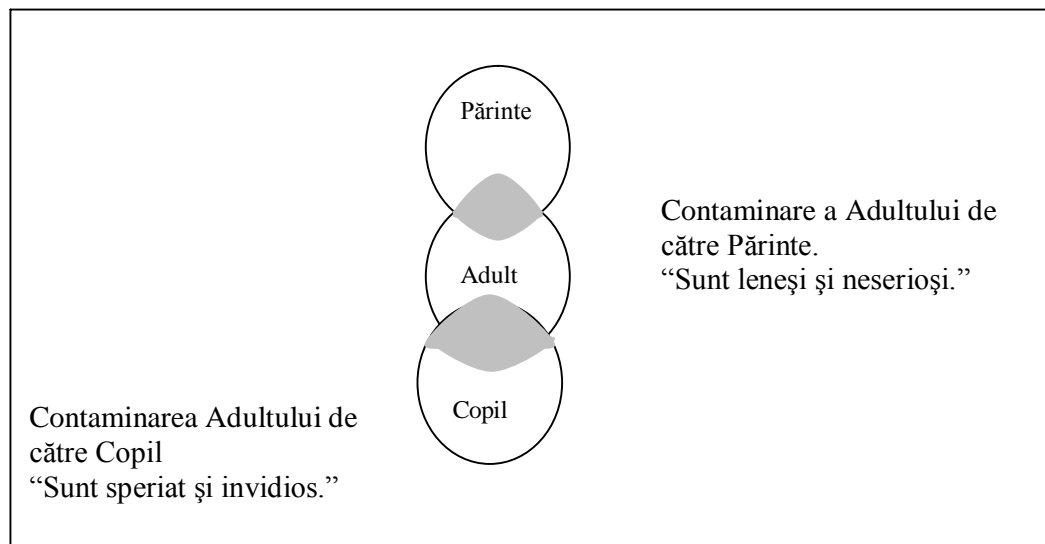 Părinte
Contaminare a Adultului de
către Părinte.
“Sunt leneşi şi neserioşi.”
Adult
Copil
Contaminarea Adultului de
către Copil
“Sunt speriat şi invidios.”